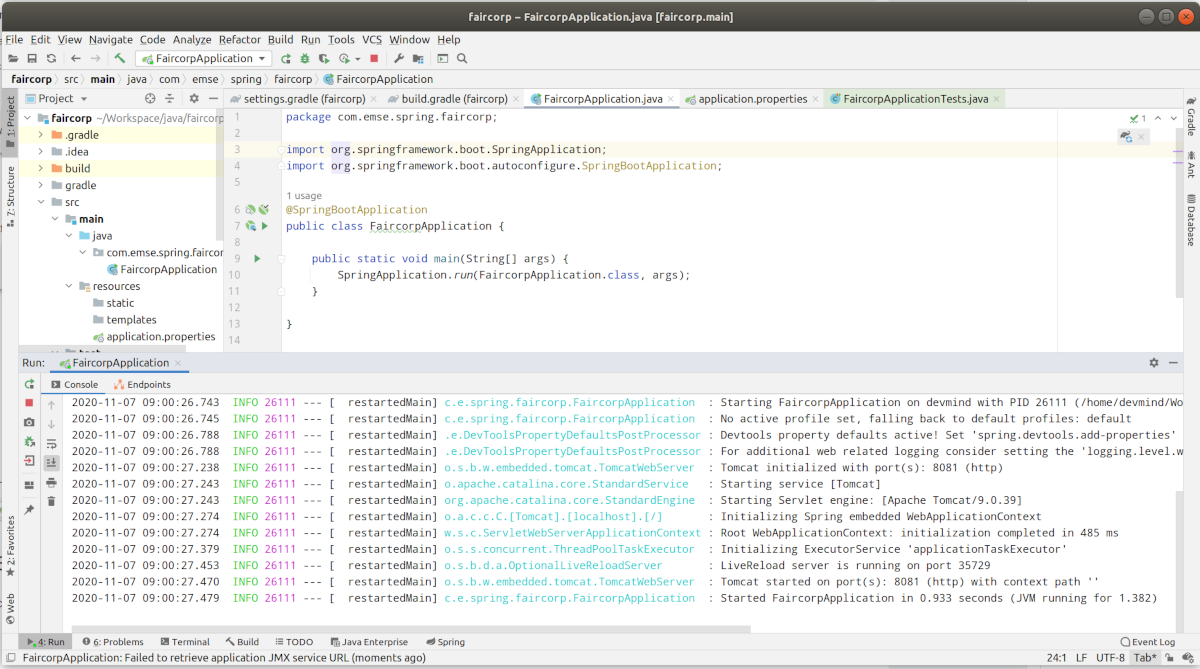 faircorp – FaircorpApplication.java [faircorp.main]
File Edit View Navigate Code Analyze Refactor Build Run Tools VCS Window Help
FaircorpApplication
faircorp src main java com emse spring faircorp FaircorpApplication
Project
settings.gradle (faircorp) build.gradle (faircorp) FaircorpApplication.java application.properties FaircorpApplicationTests.java
1: Project
Z: Structure
2: Favorites
Web
faircorp ~/Workspace/java/faircorp
.gradle
.idea
build
gradle
src
main
java
com.emse.spring.faircor
FaircorpApplication
resources
static
templates
application.properties
1 package com.emse.spring.faircorp;
2
3 import org.springframework.boot.SpringApplication;
4 import org.springframework.boot.autoconfigure.SpringBootApplication;
5
1 usage
6 @SpringBootApplication
7 public class FaircorpApplication {
8
9 public static void main(String[] args) {
10 SpringApplication.run(FaircorpApplication.class, args);
11 }
12
13 }
14
1
Gradle
Ant
Database
Run: FaircorpApplication
Console Endpoints
2020-11-07 09:00:26.743 INFO 26111 --- [ restartedMain] c.e.spring.faircorp.FaircorpApplication : Starting FaircorpApplication on devmind with PID 26111 (/home/devmind/Wo
2020-11-07 09:00:26.745 INFO 26111 --- [ restartedMain] c.e.spring.faircorp.FaircorpApplication : No active profile set, falling back to default profiles: default
2020-11-07 09:00:26.788 INFO 26111 --- [ restartedMain] .e.DevToolsPropertyDefaultsPostProcessor : Devtools property defaults active! Set 'spring.devtools.add-properties'
2020-11-07 09:00:26.788 INFO 26111 --- [ restartedMain] .e.DevToolsPropertyDefaultsPostProcessor : For additional web related logging consider setting the 'logging.level.w
2020-11-07 09:00:27.238 INFO 26111 --- [ restartedMain] o.s.b.w.embedded.tomcat.TomcatWebServer : Tomcat initialized with port(s): 8081 (http)
2020-11-07 09:00:27.243 INFO 26111 --- [ restartedMain] o.apache.catalina.core.StandardService : Starting service [Tomcat]
2020-11-07 09:00:27.243 INFO 26111 --- [ restartedMain] org.apache.catalina.core.StandardEngine : Starting Servlet engine: [Apache Tomcat/9.0.39]
2020-11-07 09:00:27.274 INFO 26111 --- [ restartedMain] o.a.c.c.C.[Tomcat].[localhost].[/] : Initializing Spring embedded WebApplicationContext
2020-11-07 09:00:27.274 INFO 26111 --- [ restartedMain] w.s.c.ServletWebServerApplicationContext : Root WebApplicationContext: initialization completed in 485 ms
2020-11-07 09:00:27.379 INFO 26111 --- [ restartedMain] o.s.s.concurrent.ThreadPoolTaskExecutor : Initializing ExecutorService 'applicationTaskExecutor'
2020-11-07 09:00:27.453 INFO 26111 --- [ restartedMain] o.s.b.d.a.OptionalLiveReloadServer : LiveReload server is running on port 35729
2020-11-07 09:00:27.470 INFO 26111 --- [ restartedMain] o.s.b.w.embedded.tomcat.TomcatWebServer : Tomcat started on port(s): 8081 (http) with context path ''
2020-11-07 09:00:27.479 INFO 26111 --- [ restartedMain] c.e.spring.faircorp.FaircorpApplication : Started FaircorpApplication in 0.933 seconds (JVM running for 1.382)
4: Run 6: Problems Terminal Build TODO Java Enterprise Spring Event Log
FaircorpApplication: Failed to retrieve application JMX service URL (moments ago) 24:1 LF UTF-8 Tab*